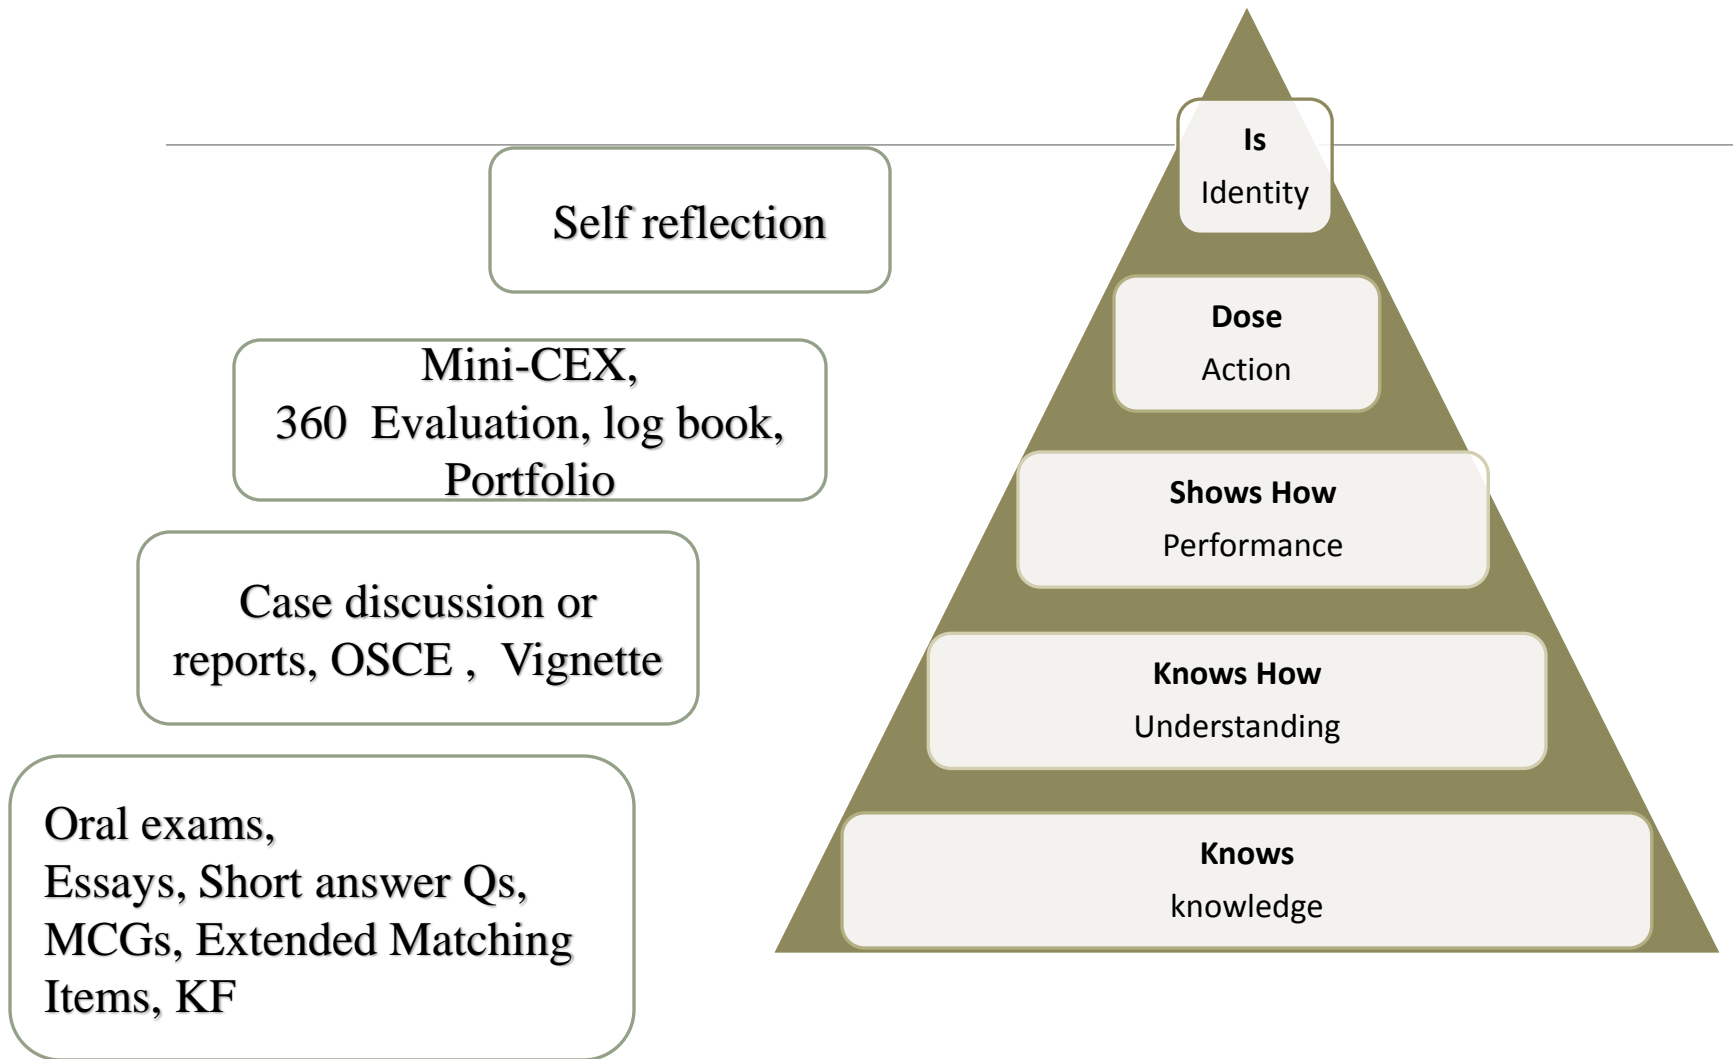 Self reflection
Mini-CEX,
360 Evaluation, log book,
Portfolio
Case discussion or
reports, OSCE , Vignette
Oral exams,
Essays, Short answer Qs,
MCGs, Extended Matching
Items, KF
Is
Identity
Dose
Action
Shows How
Performance
Knows How
Understanding
Knows
knowledge